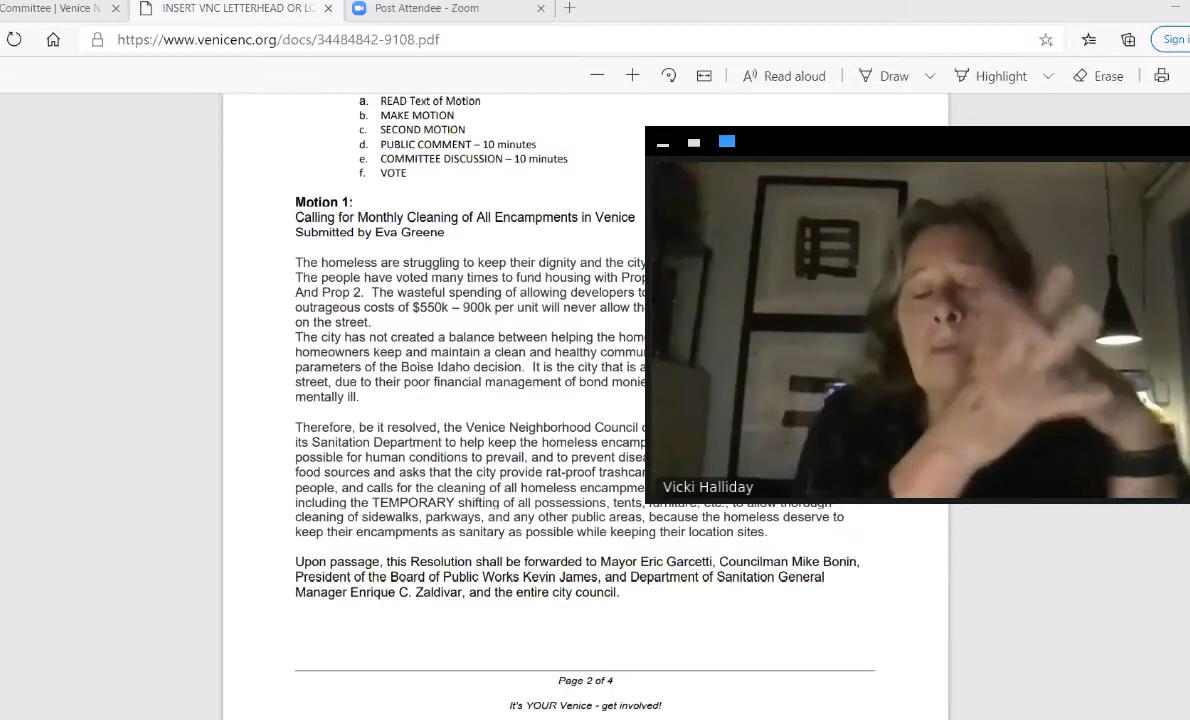 Committee | Venice N
INSERT VNC LETTERHEAD OR LO
Post Attendee - Zoom
https://www.venicenc.org/docs/34484842-9108.pdf
Sign i
Read aloud
Draw
Highlight
Erase
a. READ Text of Motion
b. MAKE MOTION
c. SECOND MOTION
d. PUBLIC COMMENT – 10 minutes
e. COMMITTEE DISCUSSION – 10 minutes
f. VOTE
Motion 1:
Calling for Monthly Cleaning of All Encampments in Venice
Submitted by Eva Greene
The homeless are struggling to keep their dignity and the city
The people have voted many times to fund housing with Prop
And Prop 2. The wasteful spending of allowing developers to
outrageous costs of $550k – 900k per unit will never allow th
on the street.
The city has not created a balance between helping the hom
homeowners keep and maintain a clean and healthy commu
parameters of the Boise Idaho decision. It is the city that is a
street, due to their poor financial management of bond monie
mentally ill.
Therefore, be it resolved, the Venice Neighborhood Council
its Sanitation Department to help keep the homeless encamp
possible for human conditions to prevail, and to prevent disea
food sources and asks that the city provide rat-proof trashcan
people, and calls for the cleaning of all homeless encampme
including the TEMPORARY shifting of all possessions, tents, furniture, etc., to allow thorough
cleaning of sidewalks, parkways, and any other public areas, because the homeless deserve to
keep their encampments as sanitary as possible while keeping their location sites.
Upon passage, this Resolution shall be forwarded to Mayor Eric Garcetti, Councilman Mike Bonin,
President of the Board of Public Works Kevin James, and Department of Sanitation General
Manager Enrique C. Zaldivar, and the entire city council.
Page 2 of 4
It's YOUR Venice - get involved!
Vicki Halliday